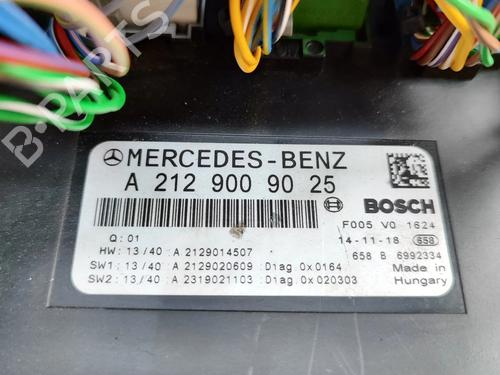 B-PARTS
MERCEDES-BENZ
A 212 900 90 25
BOSCH
Q: 01
F005 V0 1624
HW: 13/40 : A 2129014507
14-11-18 658
SW1: 13/40 : A 2129020609 :Diag :0x0164
658 B 6992334
SW2: 13/40 : A 2319021103 :Diag :0x020303
Made in
Hungary